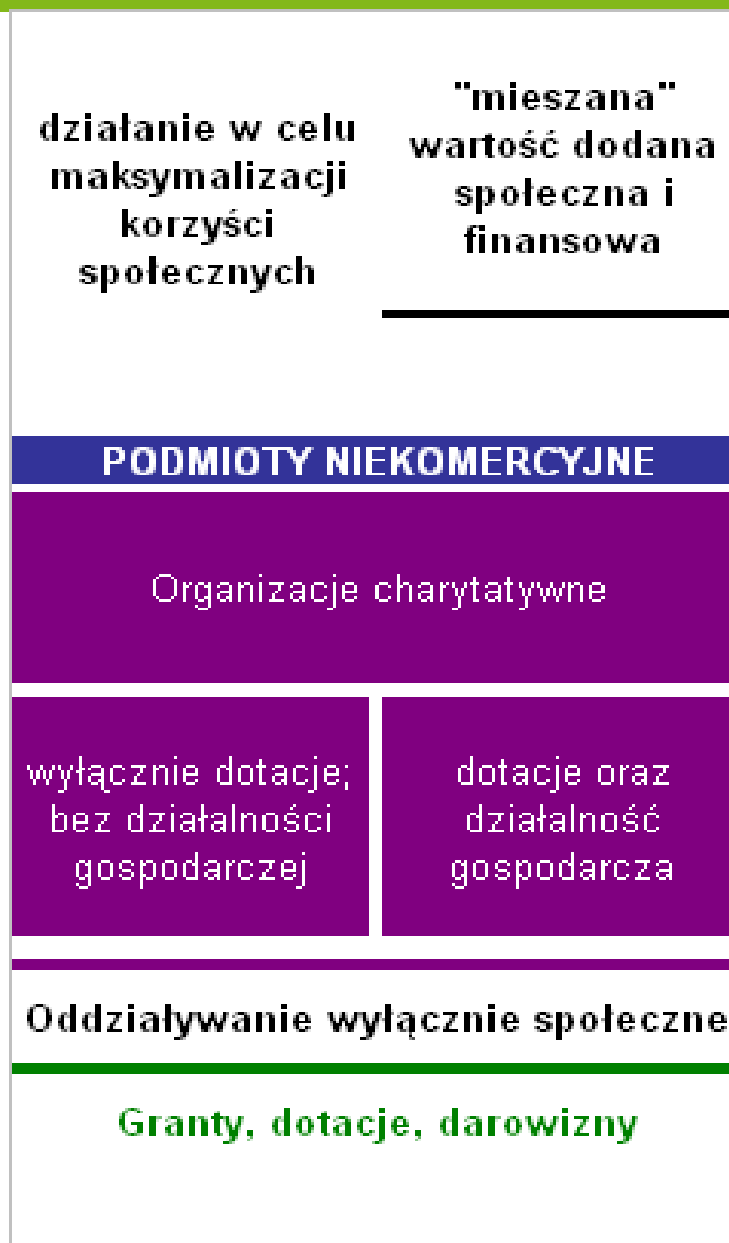 działanie w celu
maksymalizacji
korzyści
społecznych
"mieszana"
wartość dodana
społeczna i
finansowa
PODMIOTY NIEKOMERCYJNE
Organizacje charytatywne
wyłącznie dotacje;
bez działalności
gospodarczej
dotacje oraz
działalność
gospodarcza
Oddziaływanie wyłącznie społeczne
Granty, dotacje, darowizny